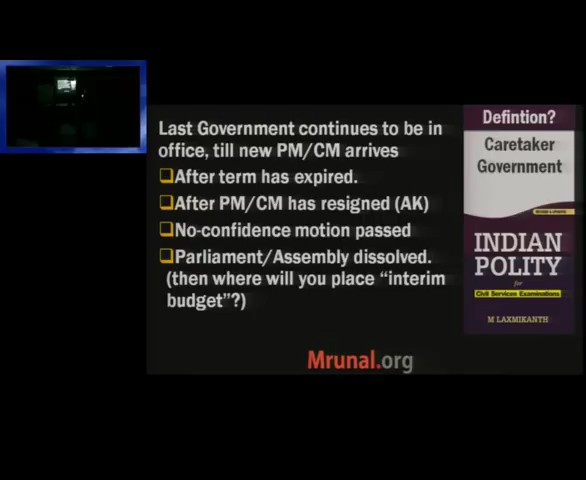 Last Government continues to be in
office, till new PM/CM arrives
After term has expired.
After PM/CM has resigned (AK)
No-confidence motion passed
Parliament/Assembly dissolved.
(then where will you place "interim
budget"?)
Mrunal.org
Defintion?
Caretaker
Government
INDIAN
POLITY
for
Civil Services Examinations
M LAXMIKANTH